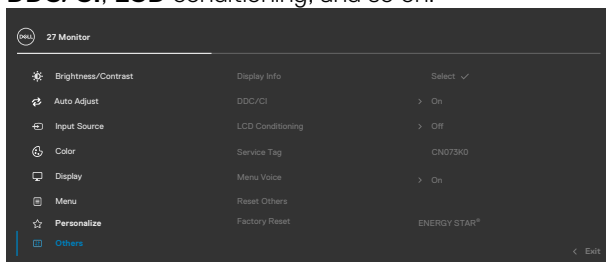 DDC/CI, LCD conditioning, and so on.
DELL 27 Monitor
Brightness/Contrast Display Info Select ✓
Auto Adjust DDC/CI > On
Input Source LCD Conditioning > Off
Color Service Tag CN073K0
Display Menu Voice > On
Menu Reset Others
Personalize Factory Reset ENERGY STAR®
Others
< Exit